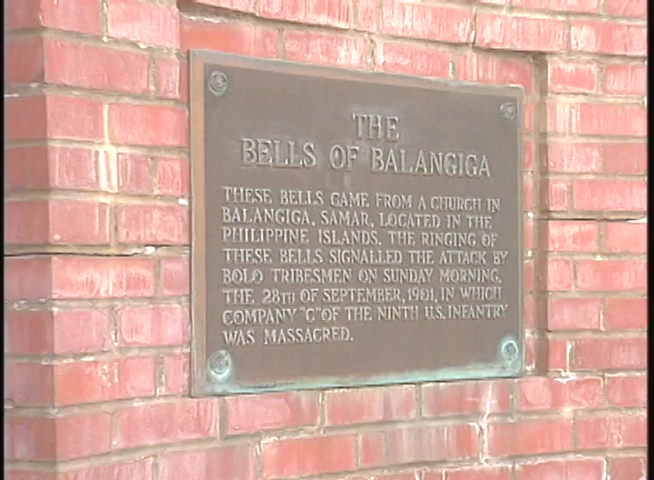 THE
BELLS OF BALANGIGA
THESE BELLS CAME FROM A CHURCH IN
BALANGIGA, SAMAR, LOCATED IN THE
PHILIPPINE ISLANDS. THE RINGING OF
THESE BELLS SIGNALLED THE ATTACK BY
BOLO TRIBESMEN ON SUNDAY MORNING,
THE 28TH OF SEPTEMBER, 1901, IN WHICH
COMPANY "C" OF THE NINTH U.S. INFANTRY
WAS MASSACRED.